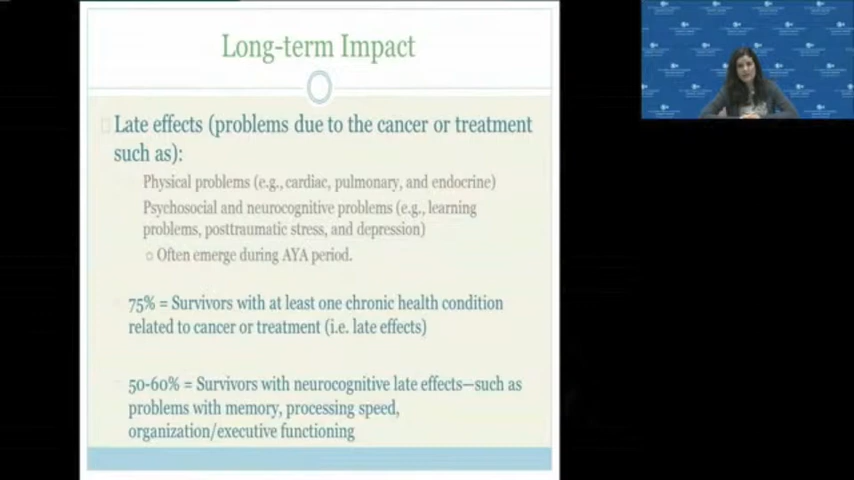 Long-term Impact
Late effects (problems due to the cancer or treatment
such as):
Physical problems (e.g., cardiac, pulmonary, and endocrine)
Psychosocial and neurocognitive problems (e.g., learning
problems, posttraumatic stress, and depression)
Often emerge during AYA period.
75% = Survivors with at least one chronic health condition
related to cancer or treatment (i.e. late effects)
50-60% = Survivors with neurocognitive late effects—such as
problems with memory, processing speed,
organization/executive functioning